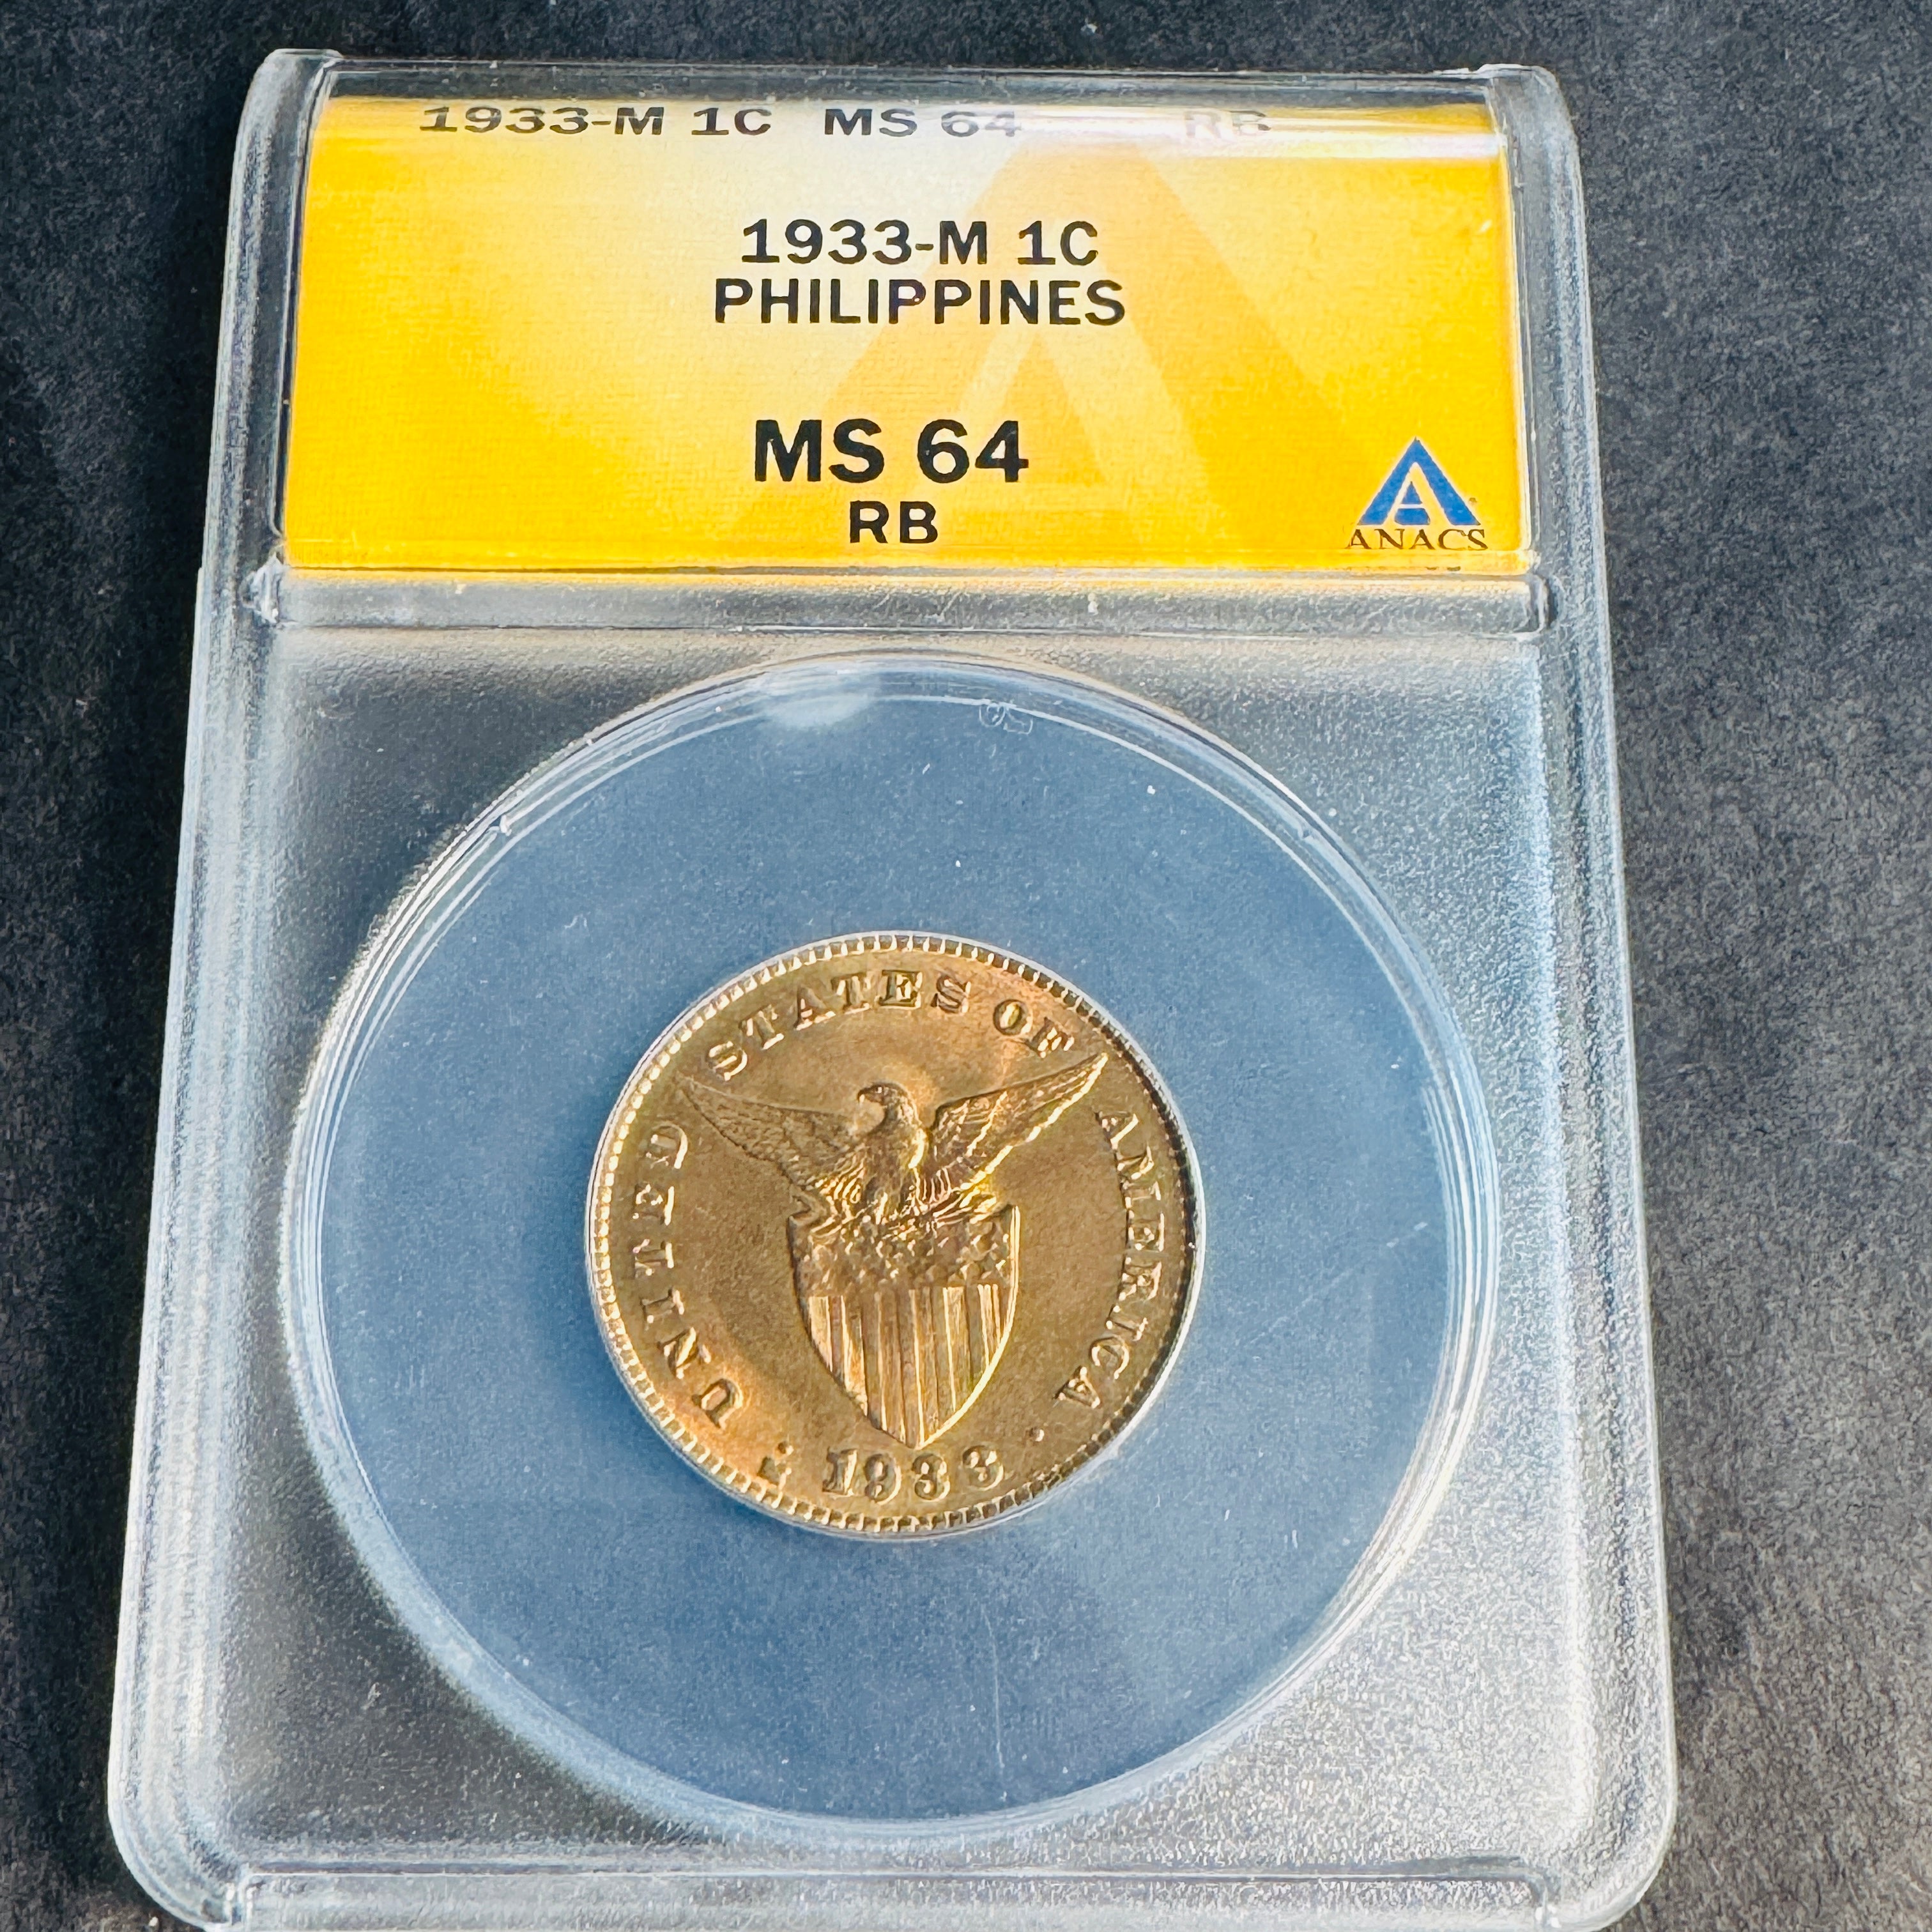 1933-M 1C MS 64 RB
1933-M 1C
PHILIPPINES
MS 64
RB
ANACS
UNITED STATES OF AMERICA
M 1933